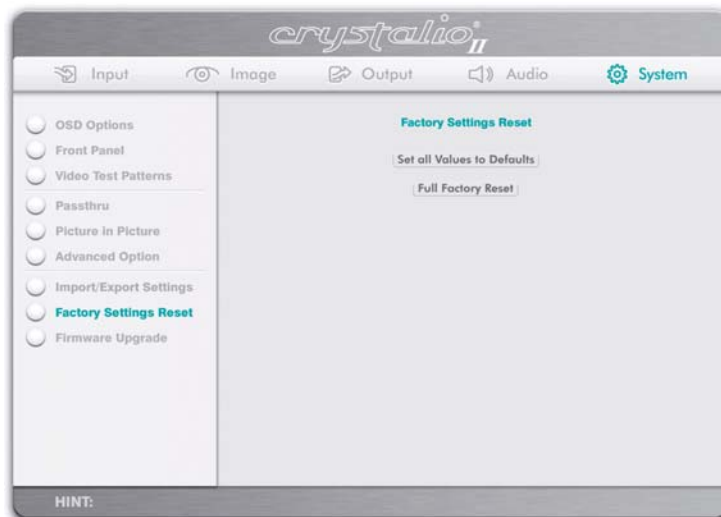 crystalio® II
Input Image Output Audio System
OSD Options
Front Panel
Video Test Patterns
Passthru
Picture in Picture
Advanced Option
Import/Export Settings
Factory Settings Reset
Firmware Upgrade
Factory Settings Reset
Set all Values to Defaults
Full Factory Reset
HINT: